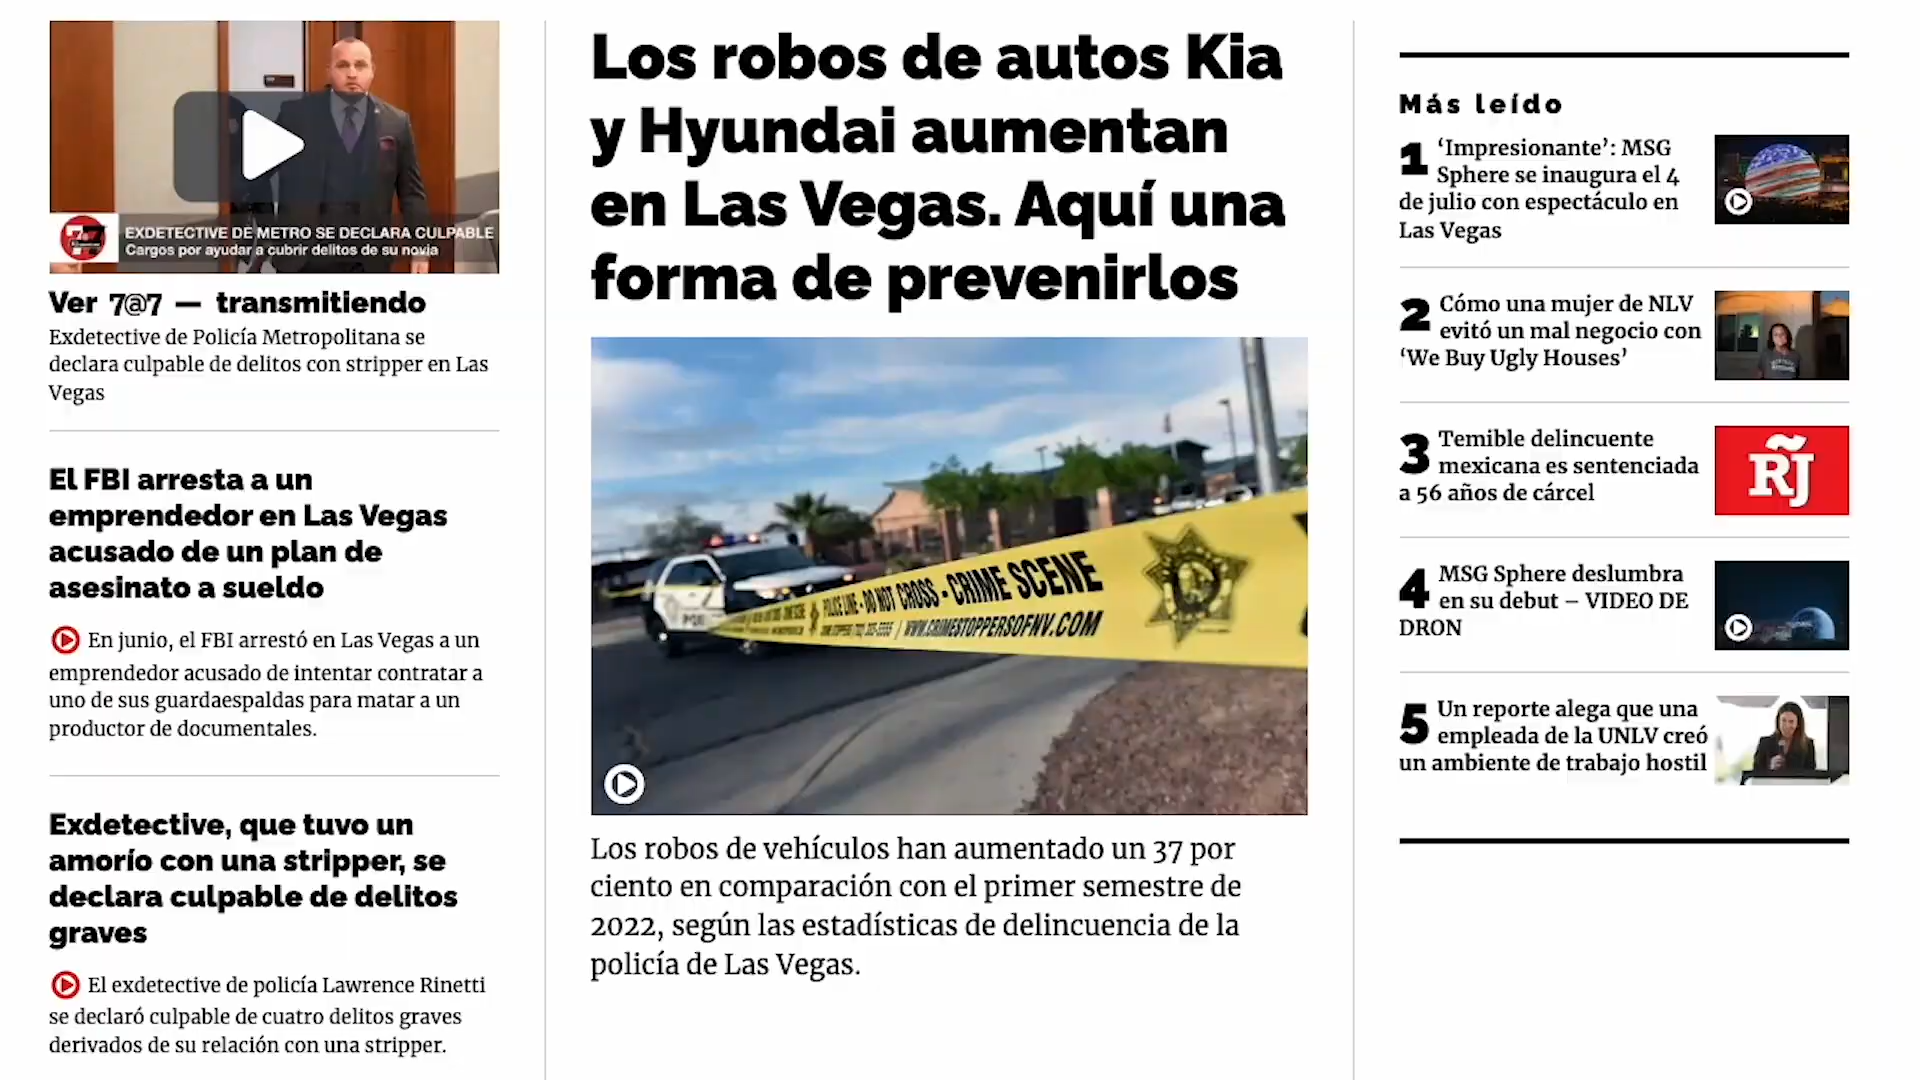 EXDETECTIVE DE METRO SE DECLARA CULPABLE
Cargos por ayudar a cubrir delitos de su novia
Ver 7@7 — transmitiendo
Exdetective de Policía Metropolitana se
declara culpable de delitos con stripper en Las
Vegas
El FBI arresta a un
emprendedor en Las Vegas
acusado de un plan de
asesinato a sueldo
En junio, el FBI arrestó en Las Vegas a un
emprendedor acusado de intentar contratar a
uno de sus guardaespaldas para matar a un
productor de documentales.
Exdetective, que tuvo un
amorío con una stripper, se
declara culpable de delitos
graves
El exdetective de policía Lawrence Rinetti
se declaró culpable de cuatro delitos graves
derivados de su relación con una stripper.
Los robos de autos Kia
y Hyundai aumentan
en Las Vegas. Aquí una
forma de prevenirlos
POLICE LINE - DO NOT CROSS - CRIME SCENE
WWW.CRIMESTOPPERSOFNV.COM
Los robos de vehículos han aumentado un 37 por
ciento en comparación con el primer semestre de
2022, según las estadísticas de delincuencia de la
policía de Las Vegas.
Más leído
1 ‘Impresionante’: MSG
Sphere se inaugura el 4
de julio con espectáculo en
Las Vegas
2 Cómo una mujer de NLV
evitó un mal negocio con
‘We Buy Ugly Houses’
3 Temible delincuente
mexicana es sentenciada
a 56 años de cárcel
RJ
4 MSG Sphere deslumbra
en su debut – VIDEO DE
DRON
5 Un reporte alega que una
empleada de la UNLV creó
un ambiente de trabajo hostil